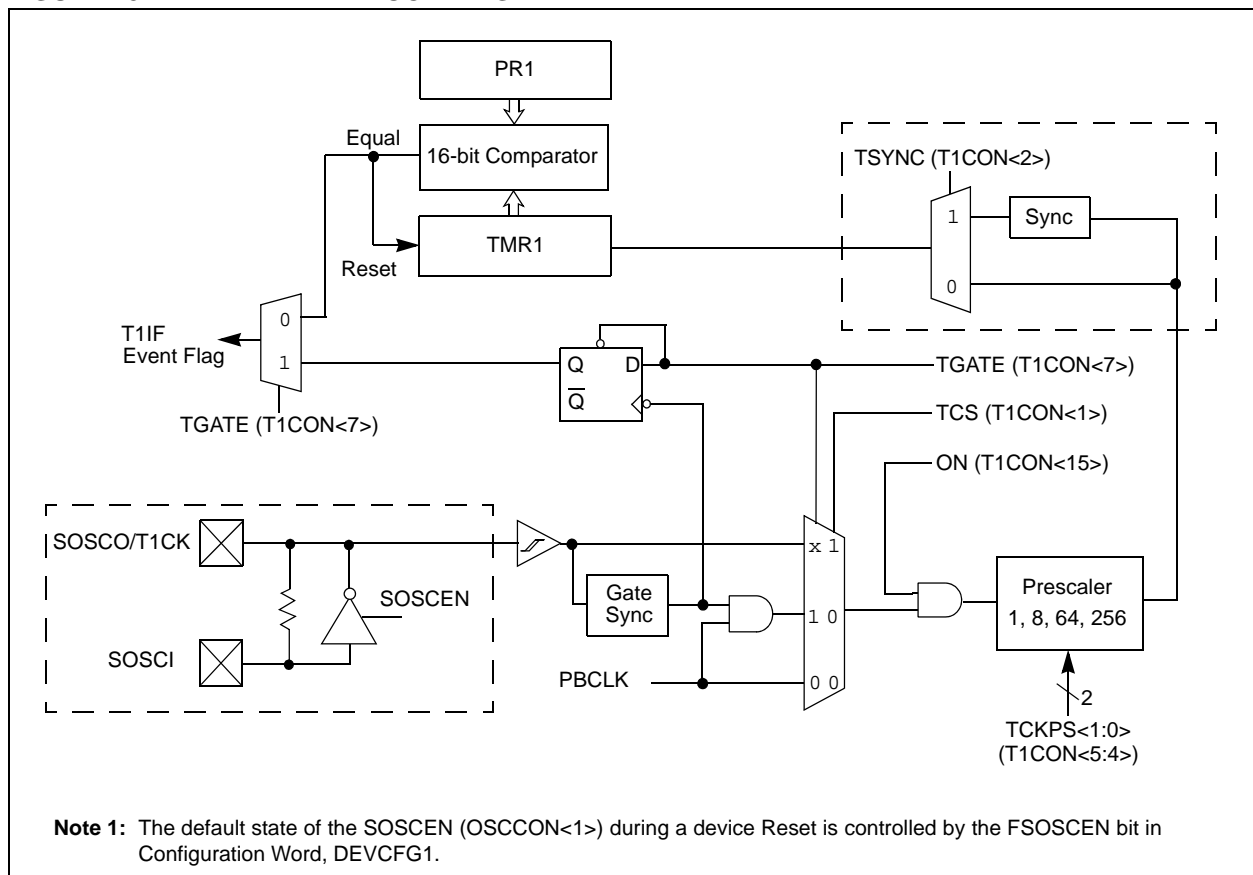 PR1
Equal
16-bit Comparator
TSYNC (T1CON<2>)
1
Sync
TMR1
Reset
0
0
T1IF
Event Flag
1
Q
D
TGATE (T1CON<7>)
Q
TGATE (T1CON<7>)
TCS (T1CON<1>)
ON (T1CON<15>)
SOSCO/T1CK
x 1
SOSCEN
Gate
Sync
1 0
Prescaler
1, 8, 64, 256
SOSCI
PBCLK
0 0
2
TCKPS<1:0>
(T1CON<5:4>)
Note 1: The default state of the SOSCEN (OSCCON<1>) during a device Reset is controlled by the FSOSCEN bit in
Configuration Word, DEVCFG1.